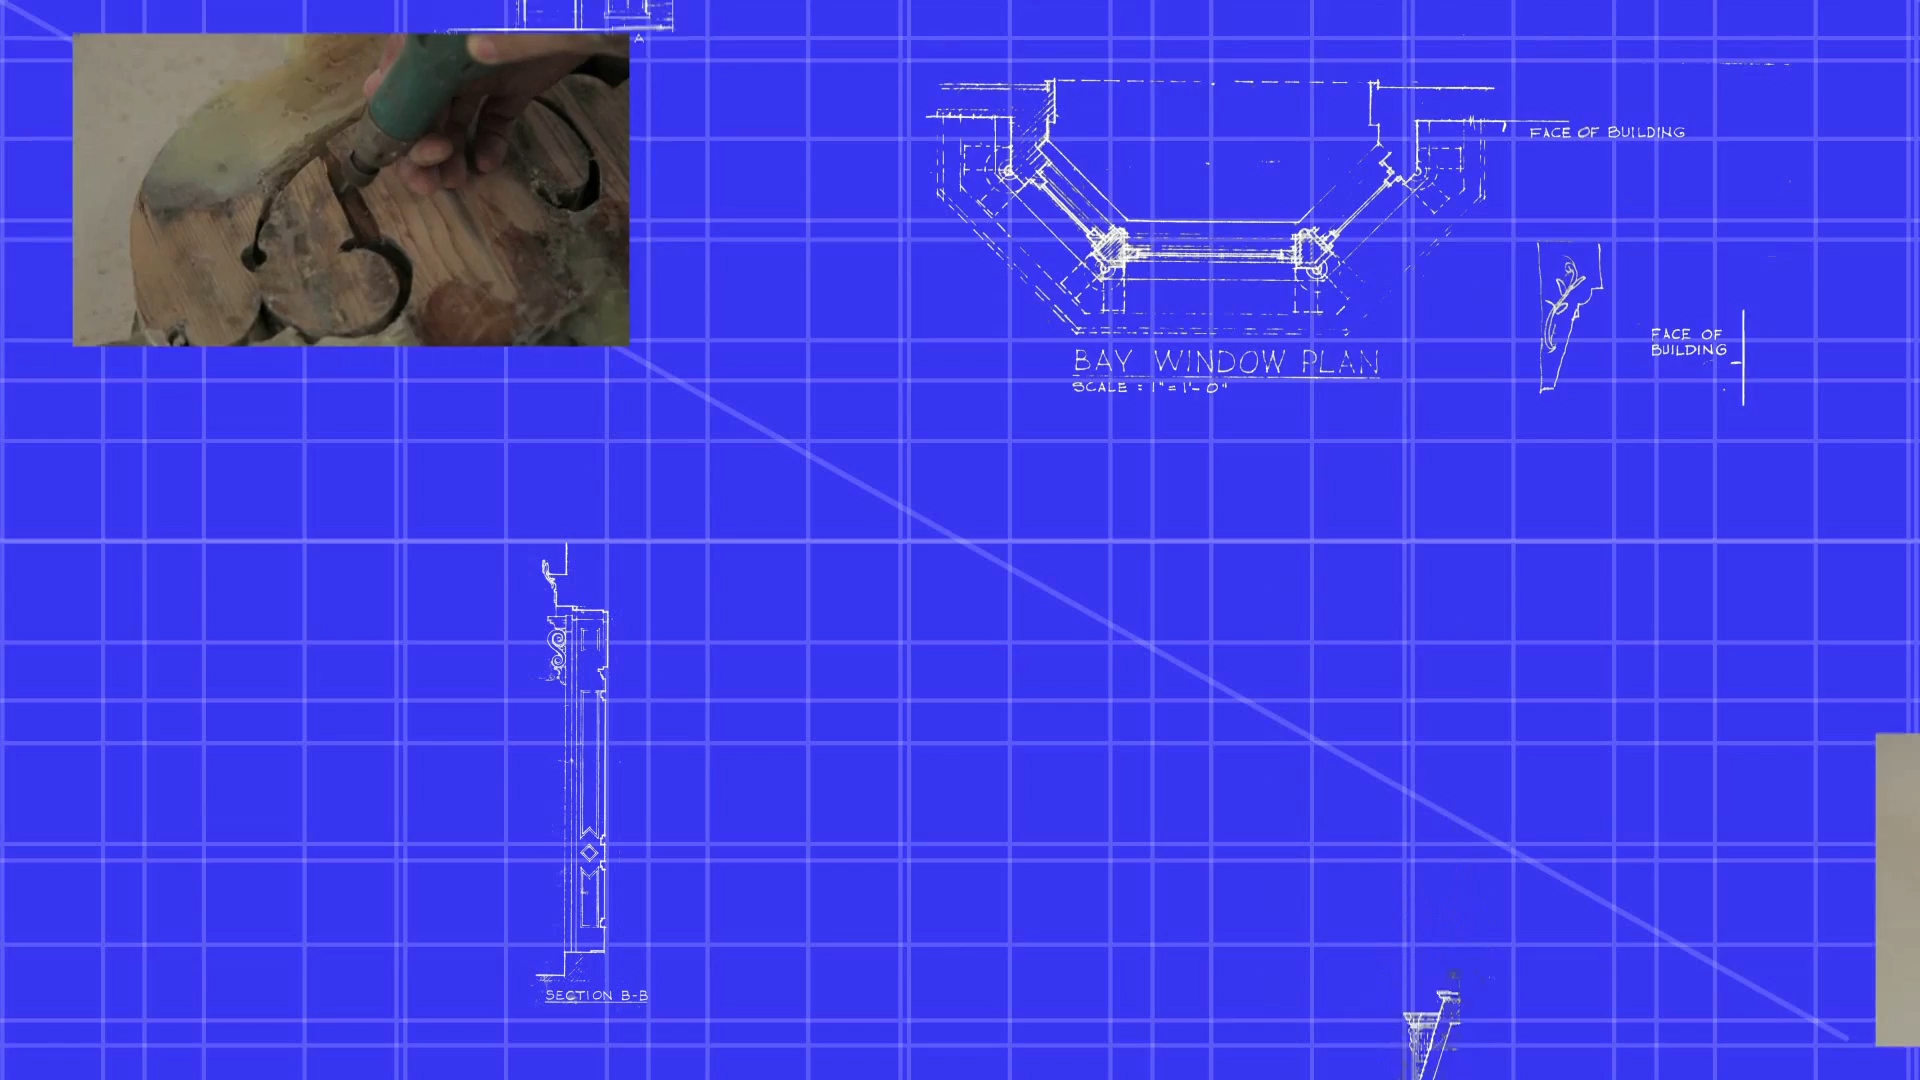 A
FACE OF BUILDING
FACE OF
BUILDING
BAY WINDOW PLAN
SCALE : 1" = 1'- 0"
SECTION B-B